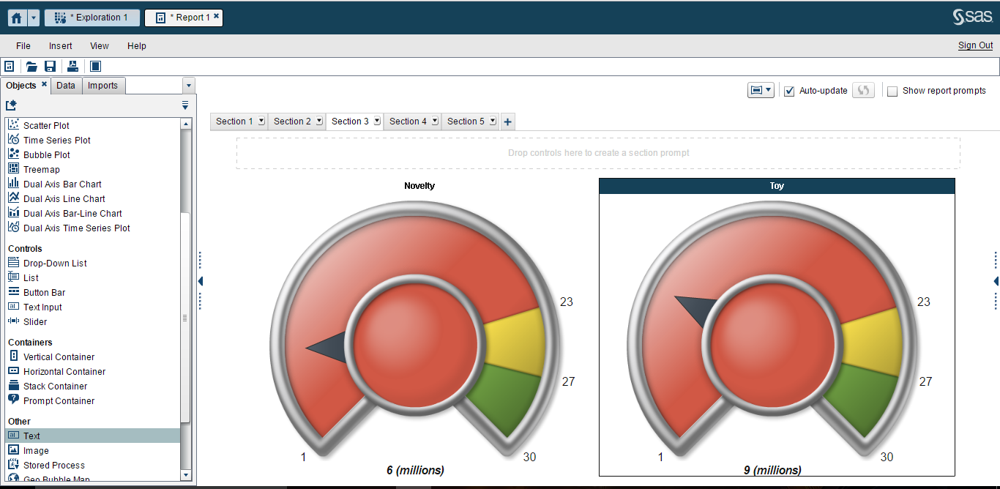 * Exploration 1
* Report 1
sas
File Insert View Help
Sign Out
Objects Data Imports
Auto-update
Show report prompts
Scatter Plot
Time Series Plot
Bubble Plot
Treemap
Dual Axis Bar Chart
Dual Axis Line Chart
Dual Axis Bar-Line Chart
Dual Axis Time Series Plot
Controls
Drop-Down List
List
Button Bar
Text Input
Slider
Containers
Vertical Container
Horizontal Container
Stack Container
Prompt Container
Other
Text
Image
Stored Process
Geo Bubble Map
Section 1 Section 2 Section 3 Section 4 Section 5
Drop controls here to create a section prompt
Novelty
23
27
1
30
6 (millions)
Toy
23
27
1
30
9 (millions)